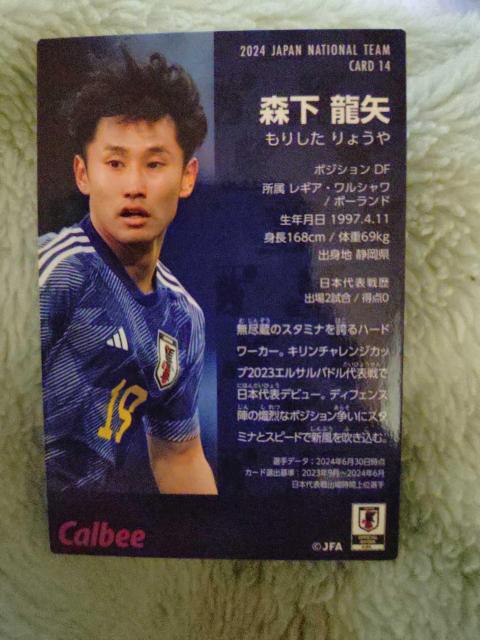 2024 JAPAN NATIONAL TEAM
CARD 14
森下 龍矢
もりした りょうや
ポジション DF
所属 レギア・ワルシャワ
/ ポーランド
生年月日 1997.4.11
身長168cm / 体重69kg
出身地 静岡県
日本代表戦歴
出場2試合 / 得点0
無尽蔵のスタミナを誇るハード
ワーカー。キリンチャレンジカッ
プ2023エルサルバドル代表戦で
日本代表デビュー。ディフェンス
陣の熾烈なポジション争いにスタ
ミナとスピードで新風を吹き込む。
選手データ：2024年6月30日時点
カード選出基準：2023年9月～2024年6月
日本代表戦出場時間上位選手
19
Calbee
©JFA